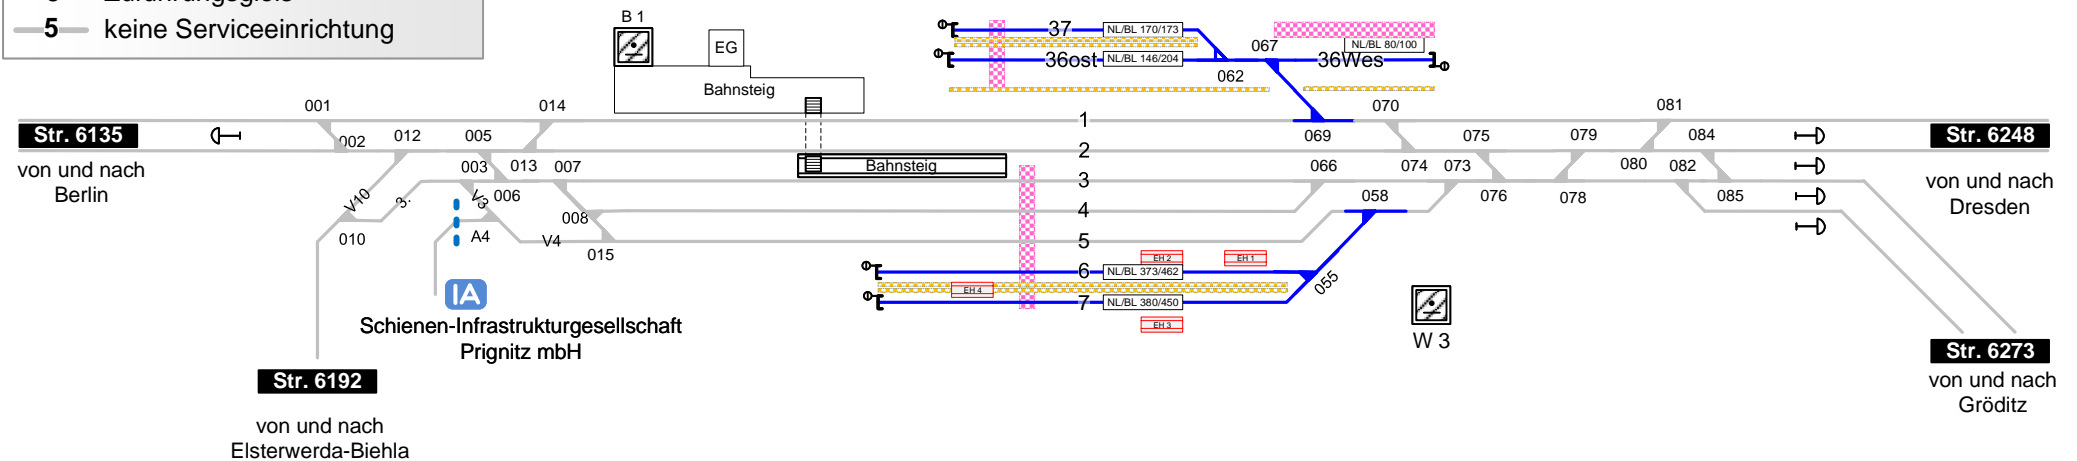 5 keine Serviceeinrichtung
B 1
EG
Bahnsteig
37 NL/BL 170/173
36ost NL/BL 146/204
067
062
NL/BL 80/100
36Wes
001
014
1
070
081
Str. 6135
002
012
005
069
075
079
084
Str. 6248
2
von und nach
Berlin
003
013
007
Bahnsteig
066
074
073
080
082
von und nach
Dresden
3
V10
3.
V3
006
008
4
058
076
078
085
010
A4
V4
015
5
EH 2
EH 1
6 NL/BL 373/462
055
EH 4
7 NL/BL 380/450
EH 3
IA
Schienen-Infrastrukturgesellschaft
Prignitz mbH
W 3
Str. 6273
von und nach
Gröditz
Str. 6192
von und nach
Elsterwerda-Biehla